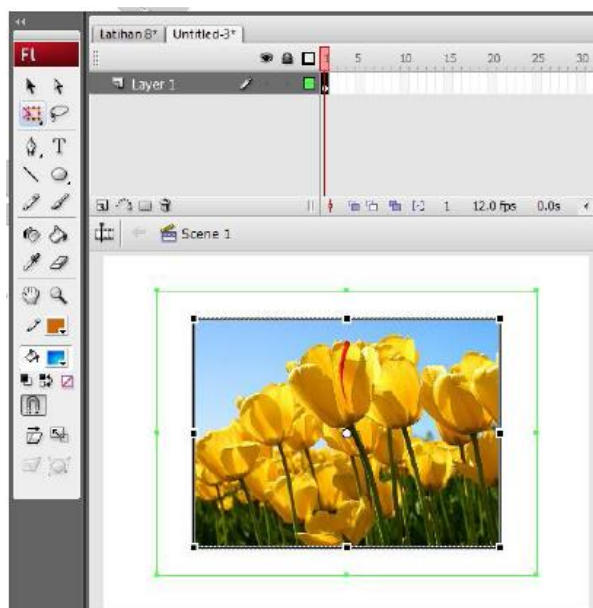 Latihan 8* Untitled-3*
Fl
5 10 15 20 25 30
Layer 1
T
1 12.0 fps 0.0s
Scene 1